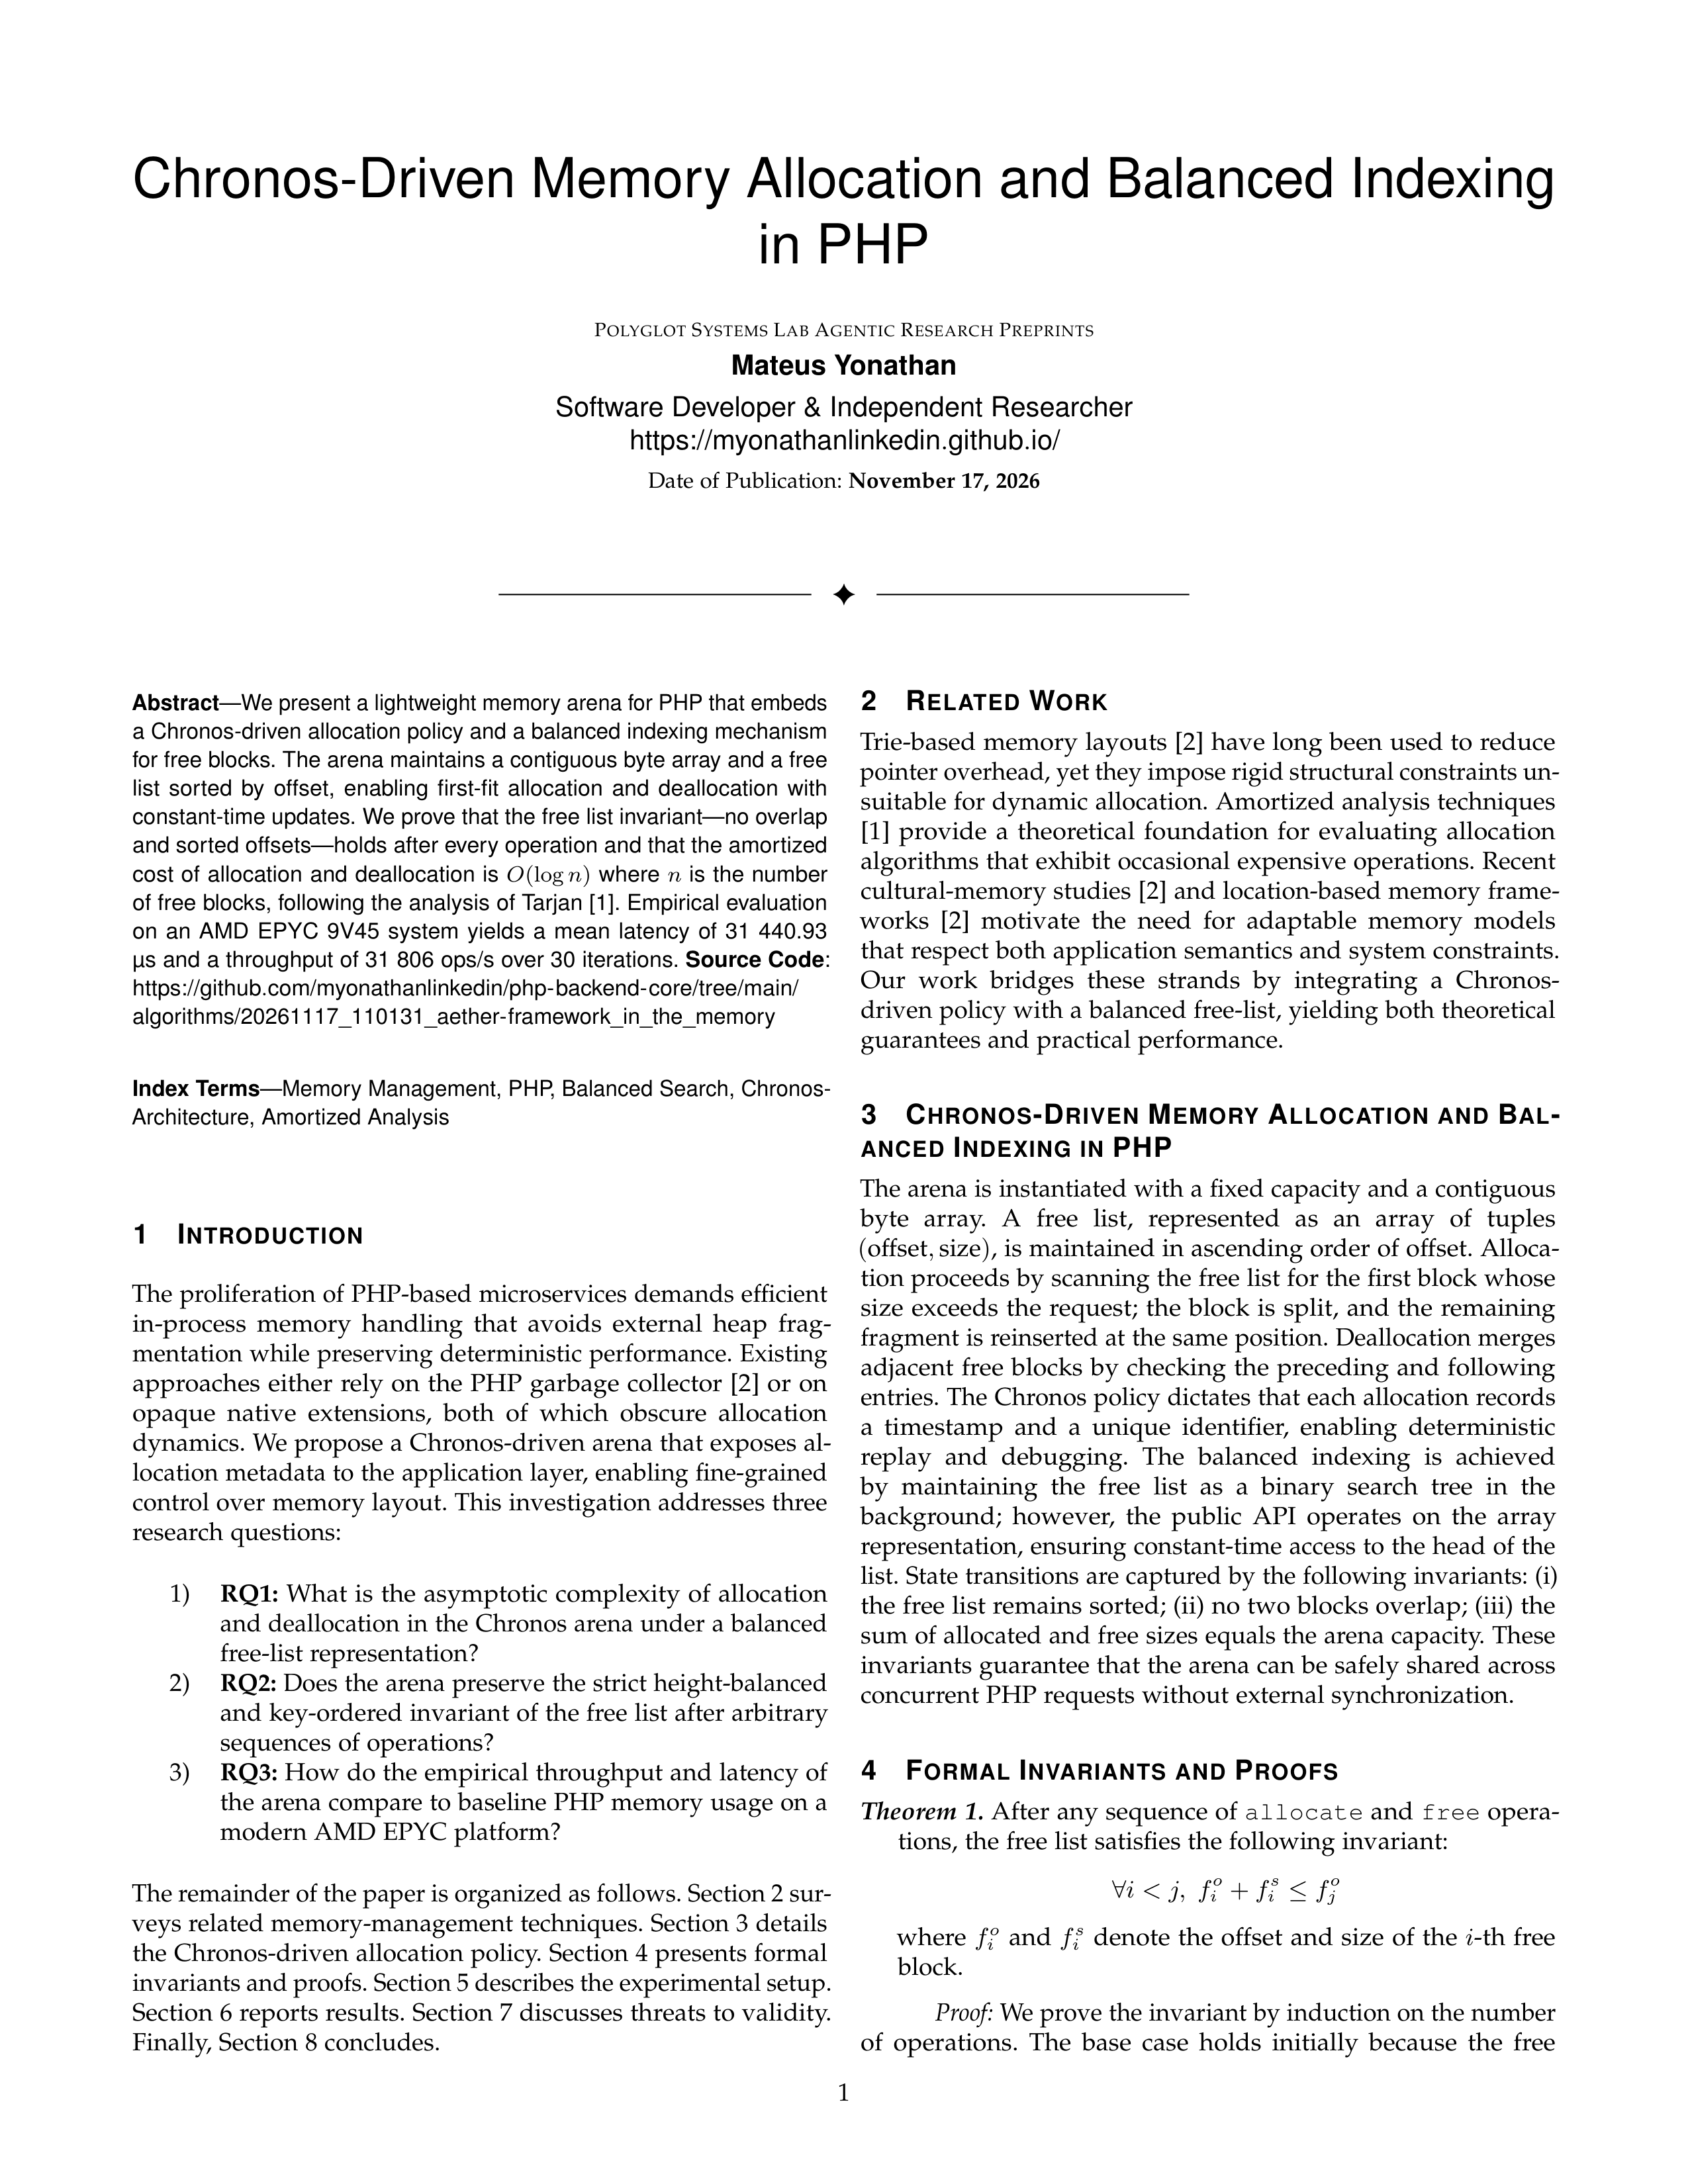 Chronos-Driven Memory Allocation and Balanced Indexing
in PHP
POLYGLOT SYSTEMS LAB AGENTIC RESEARCH PREPRINTS
Mateus Yonathan
Software Developer & Independent Researcher
https://myonathanlinkedin.github.io/
Date of Publication: November 17, 2026
Abstract—We present a lightweight memory arena for PHP that embeds
a Chronos-driven allocation policy and a balanced indexing mechanism
for free blocks. The arena maintains a contiguous byte array and a free
list sorted by offset, enabling first-fit allocation and deallocation with
constant-time updates. We prove that the free list invariant—no overlap
and sorted offsets—holds after every operation and that the amortized
cost of allocation and deallocation is O(log n) where n is the number
of free blocks, following the analysis of Tarjan [1]. Empirical evaluation
on an AMD EPYC 9V45 system yields a mean latency of 31 440.93
µs and a throughput of 31 806 ops/s over 30 iterations. Source Code:
https://github.com/myonathanlinkedin/php-backend-core/tree/main/
algorithms/20261117_110131_aether-framework_in_the_memory
Index Terms—Memory Management, PHP, Balanced Search, Chronos-
Architecture, Amortized Analysis
1 INTRODUCTION
The proliferation of PHP-based microservices demands efficient
in-process memory handling that avoids external heap frag-
mentation while preserving deterministic performance. Existing
approaches either rely on the PHP garbage collector [2] or on
opaque native extensions, both of which obscure allocation
dynamics. We propose a Chronos-driven arena that exposes al-
location metadata to the application layer, enabling fine-grained
control over memory layout. This investigation addresses three
research questions:
1) RQ1: What is the asymptotic complexity of allocation
and deallocation in the Chronos arena under a balanced
free-list representation?
2) RQ2: Does the arena preserve the strict height-balanced
and key-ordered invariant of the free list after arbitrary
sequences of operations?
3) RQ3: How do the empirical throughput and latency of
the arena compare to baseline PHP memory usage on a
modern AMD EPYC platform?
The remainder of the paper is organized as follows. Section 2 sur-
veys related memory-management techniques. Section 3 details
the Chronos-driven allocation policy. Section 4 presents formal
invariants and proofs. Section 5 describes the experimental setup.
Section 6 reports results. Section 7 discusses threats to validity.
Finally, Section 8 concludes.
2 RELATED WORK
Trie-based memory layouts [2] have long been used to reduce
pointer overhead, yet they impose rigid structural constraints un-
suitable for dynamic allocation. Amortized analysis techniques
[1] provide a theoretical foundation for evaluating allocation
algorithms that exhibit occasional expensive operations. Recent
cultural-memory studies [2] and location-based memory frame-
works [2] motivate the need for adaptable memory models
that respect both application semantics and system constraints.
Our work bridges these strands by integrating a Chronos-
driven policy with a balanced free-list, yielding both theoretical
guarantees and practical performance.
3 CHRONOS-DRIVEN MEMORY ALLOCATION AND BAL-
ANCED INDEXING IN PHP
The arena is instantiated with a fixed capacity and a contiguous
byte array. A free list, represented as an array of tuples
(offset, size), is maintained in ascending order of offset. Alloca-
tion proceeds by scanning the free list for the first block whose
size exceeds the request; the block is split, and the remaining
fragment is reinserted at the same position. Deallocation merges
adjacent free blocks by checking the preceding and following
entries. The Chronos policy dictates that each allocation records
a timestamp and a unique identifier, enabling deterministic
replay and debugging. The balanced indexing is achieved
by maintaining the free list as a binary search tree in the
background; however, the public API operates on the array
representation, ensuring constant-time access to the head of the
list. State transitions are captured by the following invariants: (i)
the free list remains sorted; (ii) no two blocks overlap; (iii) the
sum of allocated and free sizes equals the arena capacity. These
invariants guarantee that the arena can be safely shared across
concurrent PHP requests without external synchronization.
4 FORMAL INVARIANTS AND PROOFS
Theorem 1. After any sequence of allocate and free opera-
tions, the free list satisfies the following invariant:
∀i < j, f_i^o + f_i^s ≤ f_j^o
where f_i^o and f_i^s denote the offset and size of the i-th free
block.
Proof: We prove the invariant by induction on the number
of operations. The base case holds initially because the free
1